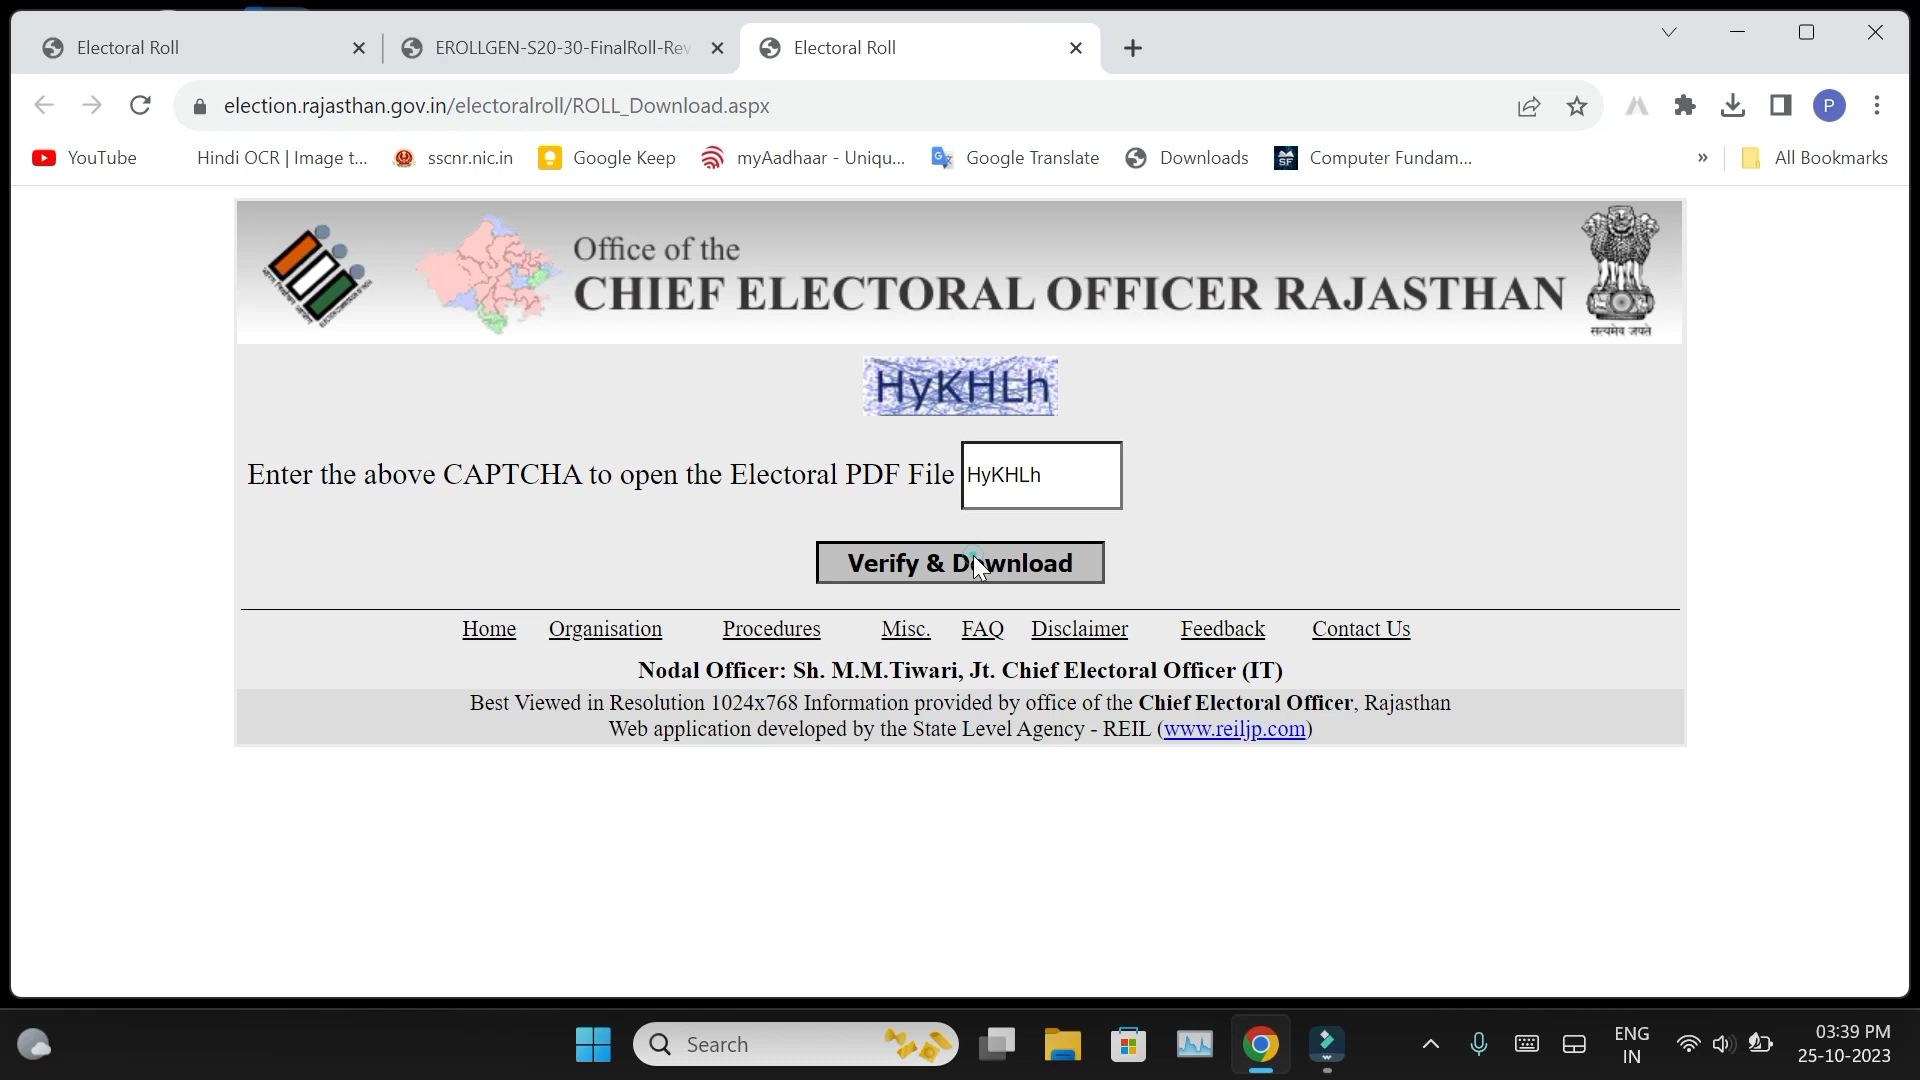 Electoral Roll
EROLLGEN-S20-30-FinalRoll-Rev
Electoral Roll
election.rajasthan.gov.in/electoralroll/ROLL_Download.aspx
P
YouTube
Hindi OCR | Image t...
sscnr.nic.in
Google Keep
myAadhaar - Uniqu...
Google Translate
Downloads
SF
Computer Fundam...
»
All Bookmarks
Office of the
CHIEF ELECTORAL OFFICER RAJASTHAN
सत्यमेव जयते
HyKHLh
Enter the above CAPTCHA to open the Electoral PDF File HyKHLh
Verify & Download
Home Organisation Procedures Misc. FAQ Disclaimer Feedback Contact Us
Nodal Officer: Sh. M.M.Tiwari, Jt. Chief Electoral Officer (IT)
Best Viewed in Resolution 1024x768 Information provided by office of the Chief Electoral Officer, Rajasthan
Web application developed by the State Level Agency - REIL (www.reiljp.com)
Search
ENG
IN
03:39 PM
25-10-2023